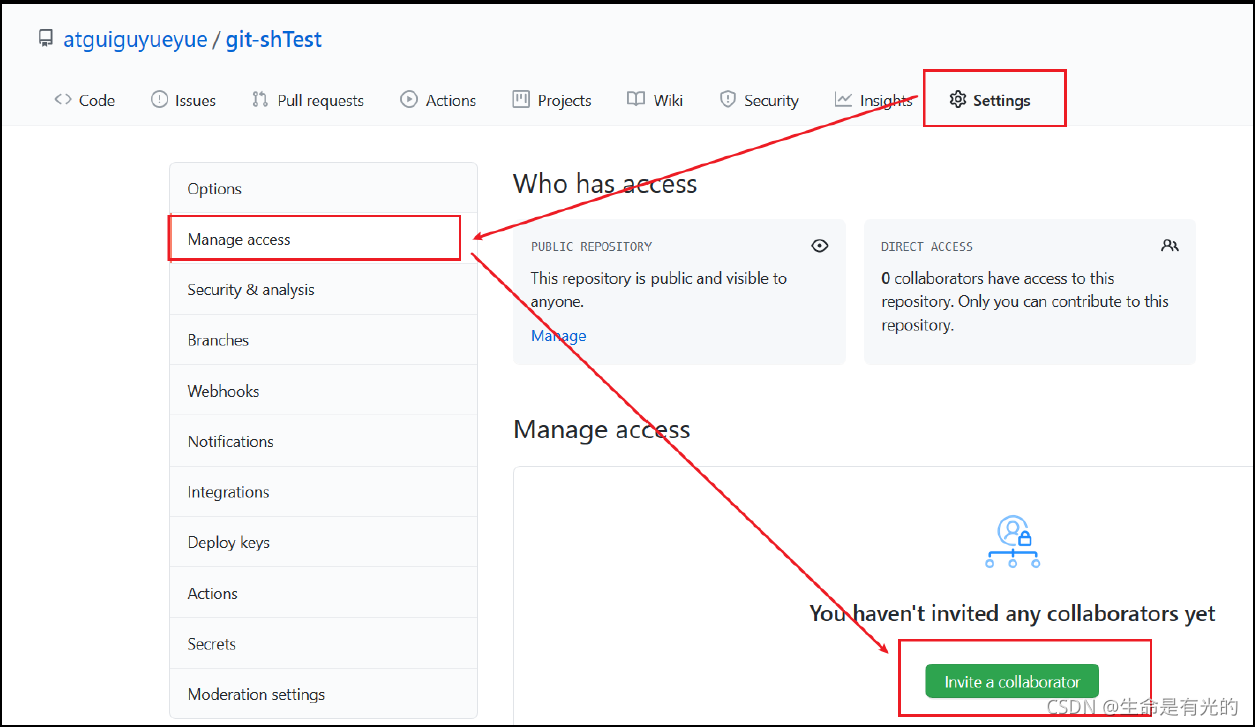 atguiguyueyue / git-shTest
Code Issues Pull requests Actions Projects Wiki Security Insights Settings
Options
Manage access
Security & analysis
Branches
Webhooks
Notifications
Integrations
Deploy keys
Actions
Secrets
Moderation settings
Who has access
PUBLIC REPOSITORY
This repository is public and visible to
anyone.
Manage
DIRECT ACCESS
0 collaborators have access to this
repository. Only you can contribute to this
repository.
Manage access
You haven't invited any collaborators yet
Invite a collaborator
CSDN @生命是有光的